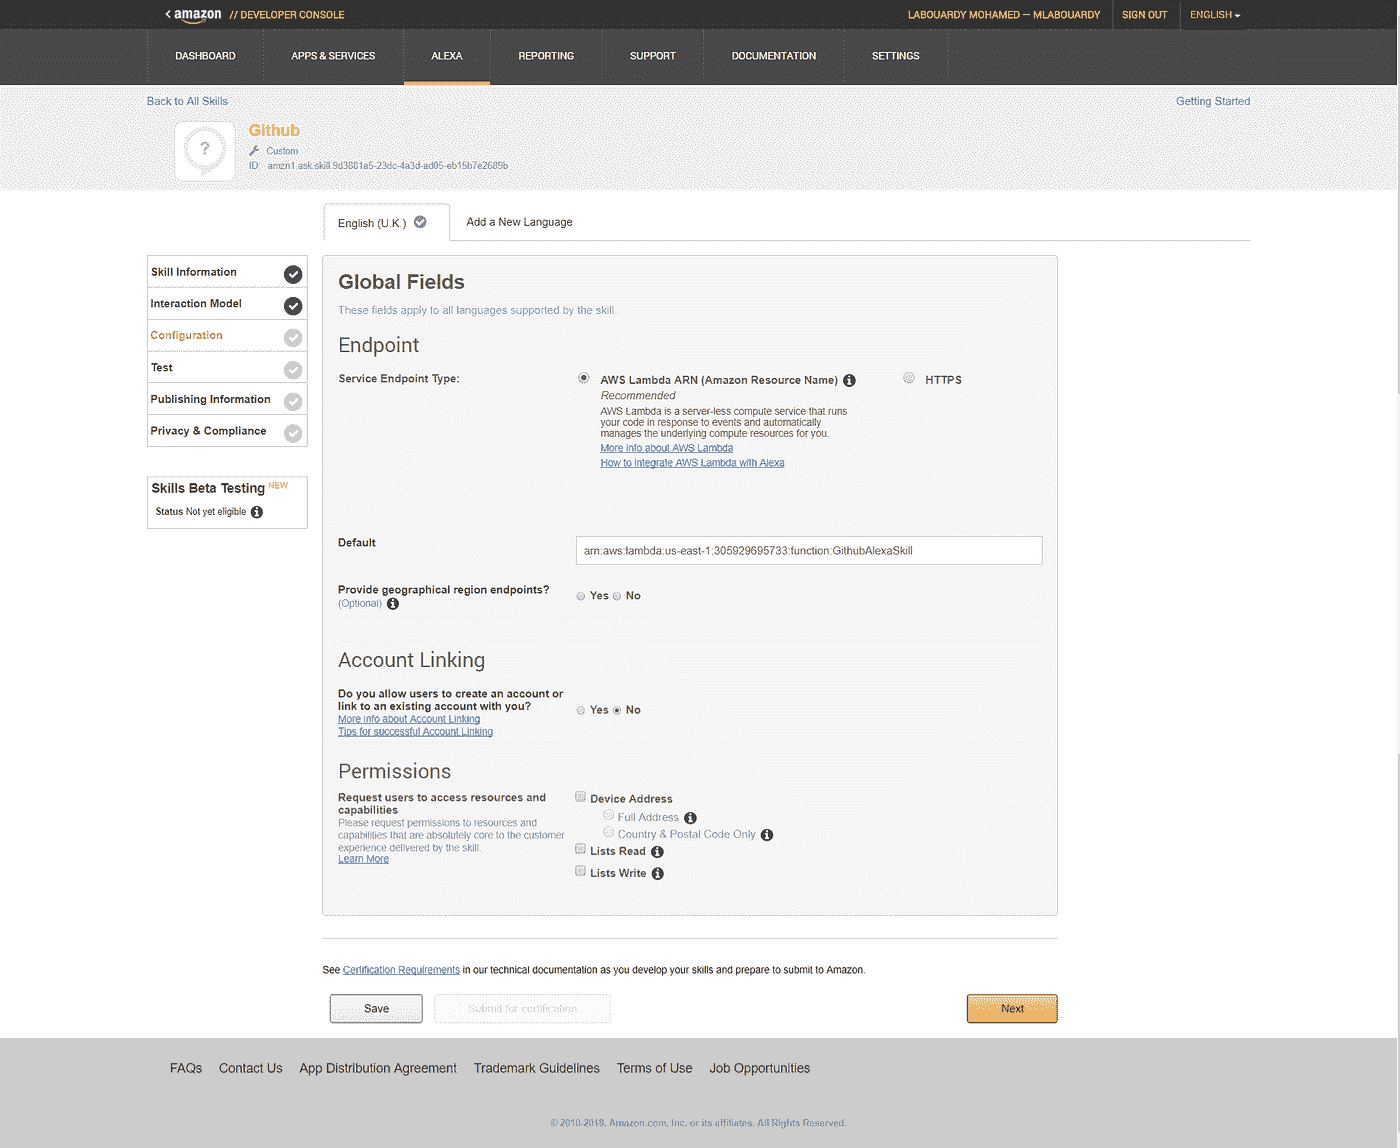 < amazon // DEVELOPER CONSOLE
LABOUARDY MOHAMED — MLABOUARDY
SIGN OUT
ENGLISH
DASHBOARD
APPS & SERVICES
ALEXA
REPORTING
SUPPORT
DOCUMENTATION
SETTINGS
Back to All Skills
Getting Started
?
Github
Custom
ID: amzn1.ask.skill.9d3881a5-23dc-4a3d-ad05-eb15b7e2689b
English (U.K.)
Add a New Language
Skill Information
Interaction Model
Configuration
Test
Publishing Information
Privacy & Compliance
Skills Beta Testing NEW
Status Not yet eligible
Global Fields
These fields apply to all languages supported by the skill.
Endpoint
Service Endpoint Type:
AWS Lambda ARN (Amazon Resource Name)
HTTPS
Recommended
AWS Lambda is a server-less compute service that runs
your code in response to events and automatically
manages the underlying compute resources for you.
More info about AWS Lambda
How to integrate AWS Lambda with Alexa
Default
arn:aws:lambda:us-east-1:305929695733:function:GithubAlexaSkill
Provide geographical region endpoints?
(Optional)
Yes No
Account Linking
Do you allow users to create an account or
link to an existing account with you?
Yes No
More info about Account Linking
Tips for successful Account Linking
Permissions
Request users to access resources and
capabilities
Please request permissions to resources and
capabilities that are absolutely core to the customer
experience delivered by the skill.
Learn More
Device Address
Full Address
Country & Postal Code Only
Lists Read
Lists Write
See Certification Requirements in our technical documentation as you develop your skills and prepare to submit to Amazon.
Save
Submit for certification
Next
FAQs
Contact Us
App Distribution Agreement
Trademark Guidelines
Terms of Use
Job Opportunities
© 2010-2018, Amazon.com, Inc. or its affiliates. All Rights Reserved.